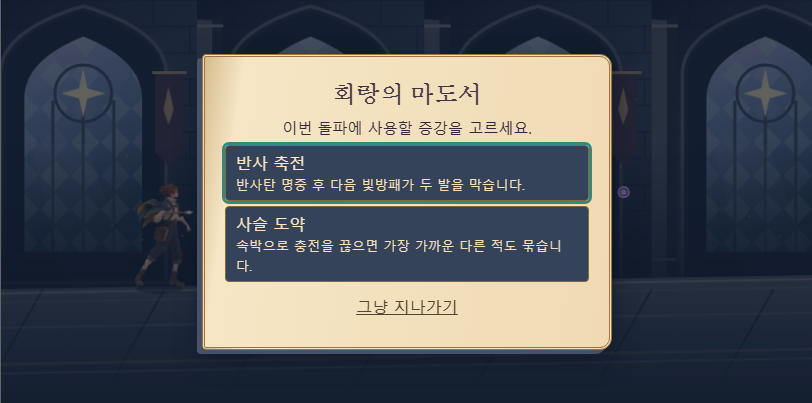 회랑의 마도서
이번 돌파에 사용할 증강을 고르세요.
반사 축전
반사탄 명중 후 다음 빛방패가 두 발을 막습니다.
사슬 도약
속박으로 충전을 끊으면 가장 가까운 다른 적도 묶습니
다.
그냥 지나가기